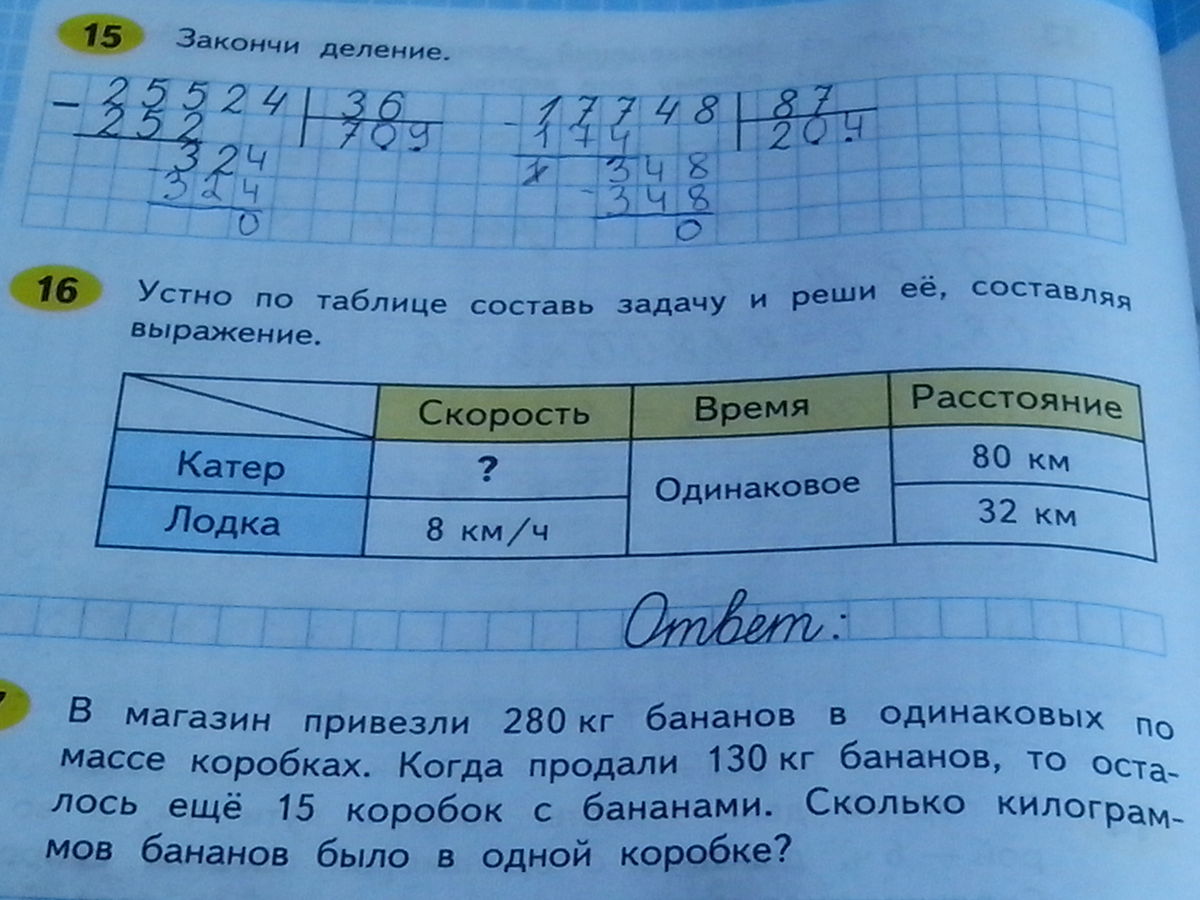 15 Закончи деление.
- 25524 | 36 - 17748 | 87
252 709 174 204
324 348
324 - 348
0 0
16 Устно по таблице составь задачу и реши её, составляя
выражение.
Скорость Время Расстояние
Катер ? Одинаковое 80 км
Лодка 8 км/ч 32 км
Ответ:
7 В магазин привезли 280 кг бананов в одинаковых по
массе коробках. Когда продали 130 кг бананов, то оста-
лось ещё 15 коробок с бананами. Сколько килограм-
мов бананов было в одной коробке?